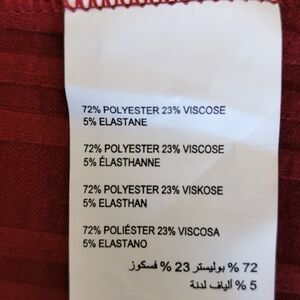 72% POLYESTER 23% VISCOSE
5% ELASTANE
72% POLYESTER 23% VISCOSE
5% ÉLASTHANNE
72% POLYESTER 23% VISKOSE
5% ELASTHAN
72% POLIÉSTER 23% VISCOSA
5% ELASTANO
72 % بوليستر 23 % فسكوز
5 % ألياف لدنة